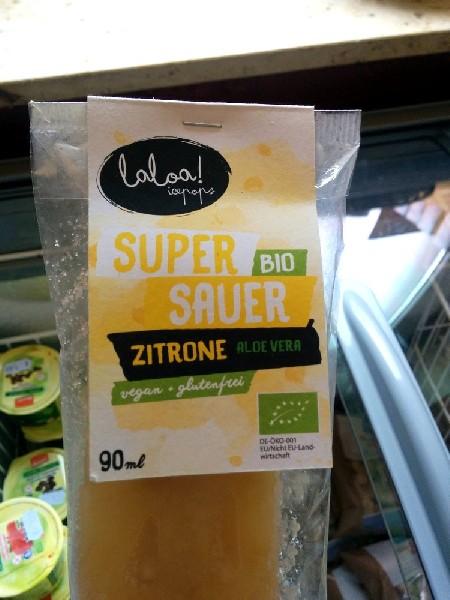 laloa!
icepops
SUPER
BIO
SAUER
ZITRONE ALOE VERA
vegan + glutenfrei
90ml
DE-ÖKO-001
EU/Nicht EU-Land-
wirtschaft